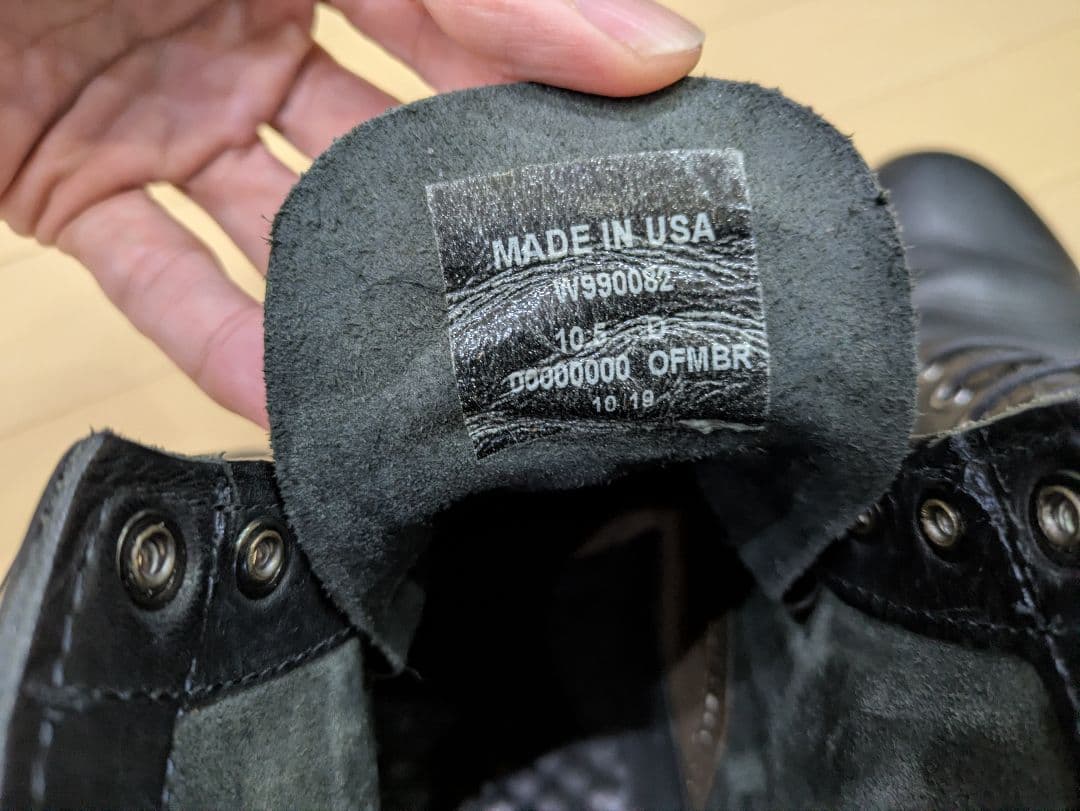 MADE IN USA
W990082
10.5 D
00000000 OFMBR
10 19